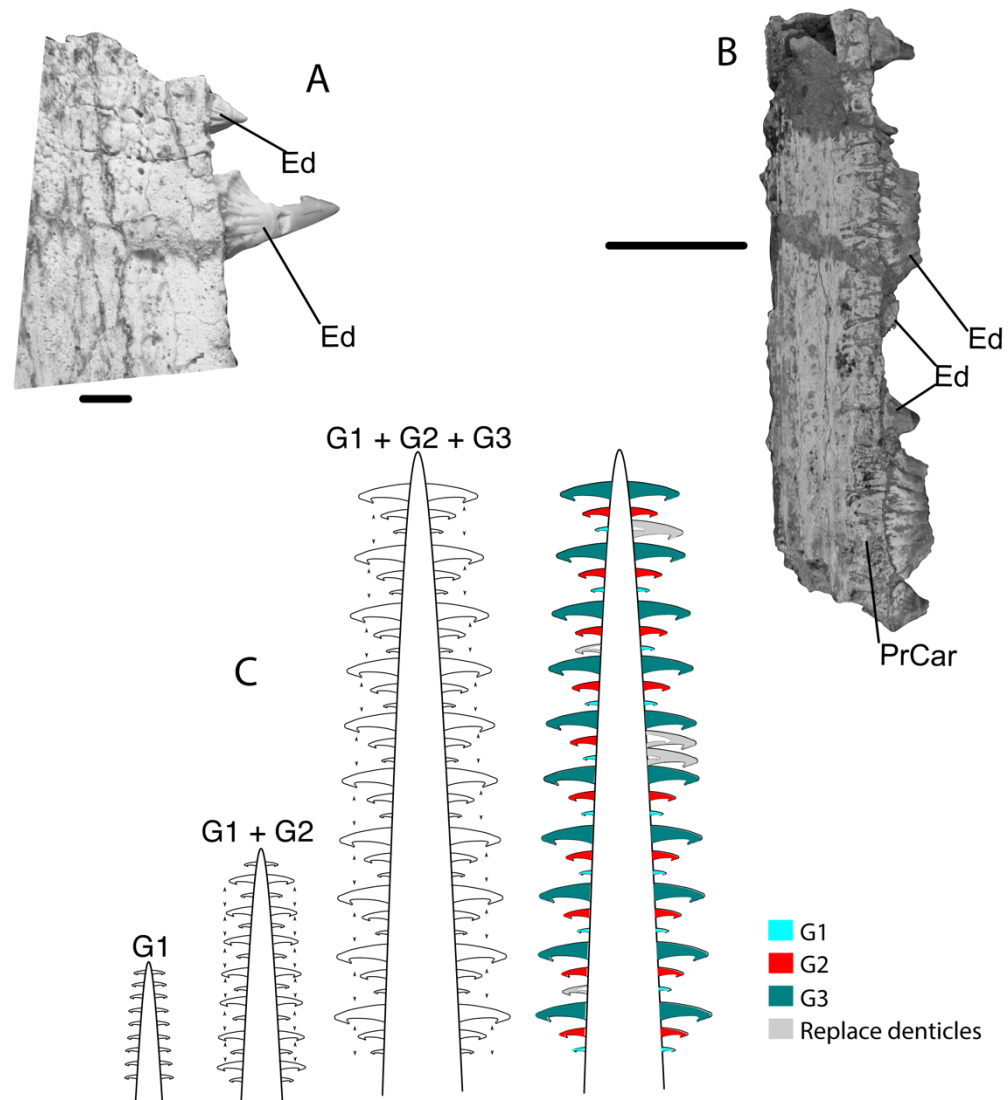 A
Ed
Ed
B
Ed
Ed
PrCar
C
G1 + G2 + G3
G1 + G2
G1
G1
G2
G3
Replace denticles